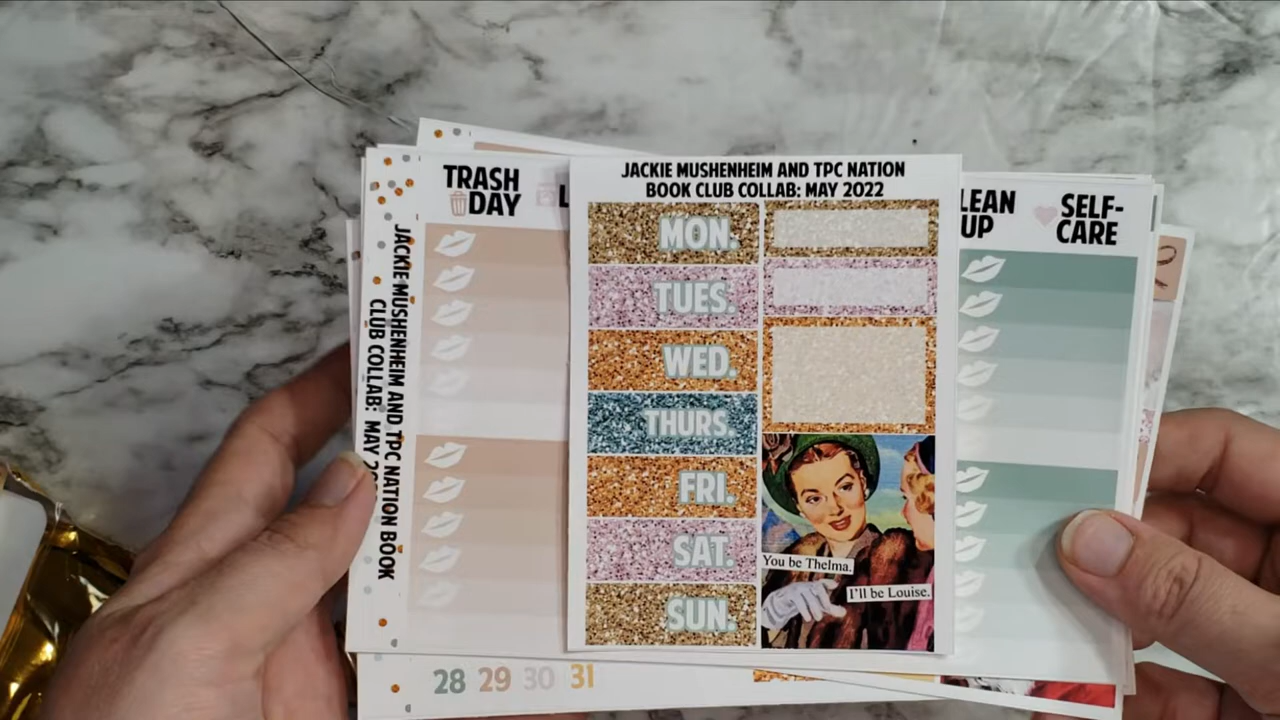 JACKIE MUSHENHEIM AND TPC NATION
BOOK CLUB COLLAB: MAY 2022
TRASH
DAY
L
LEAN
UP
SELF-
CARE
JACKIE MUSHENHEIM AND TPC NATION BOOK
CLUB COLLAB: MAY 20
MON.
TUES.
WED.
THURS.
FRI.
SAT.
SUN.
You be Thelma.
I'll be Louise.
28 29 30 31